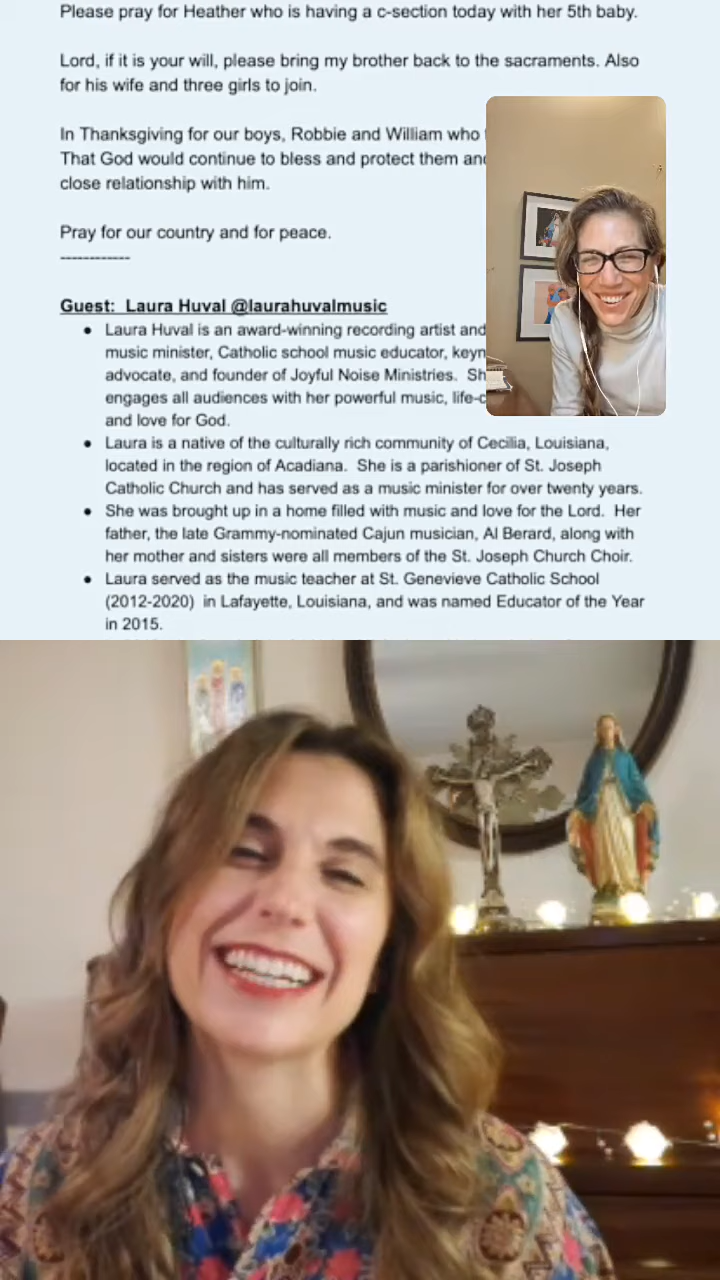 Please pray for Heather who is having a c-section today with her 5th baby.
Lord, if it is your will, please bring my brother back to the sacraments. Also
for his wife and three girls to join.
In Thanksgiving for our boys, Robbie and William who
That God would continue to bless and protect them and
close relationship with him.
Pray for our country and for peace.
------------
Guest: Laura Huval @laurahuvalmusic
• Laura Huval is an award-winning recording artist and
music minister, Catholic school music educator, keyn
advocate, and founder of Joyful Noise Ministries. Sh
engages all audiences with her powerful music, life-c
and love for God.
• Laura is a native of the culturally rich community of Cecilia, Louisiana,
located in the region of Acadiana. She is a parishioner of St. Joseph
Catholic Church and has served as a music minister for over twenty years.
• She was brought up in a home filled with music and love for the Lord. Her
father, the late Grammy-nominated Cajun musician, Al Berard, along with
her mother and sisters were all members of the St. Joseph Church Choir.
• Laura served as the music teacher at St. Genevieve Catholic School
(2012-2020) in Lafayette, Louisiana, and was named Educator of the Year
in 2015.